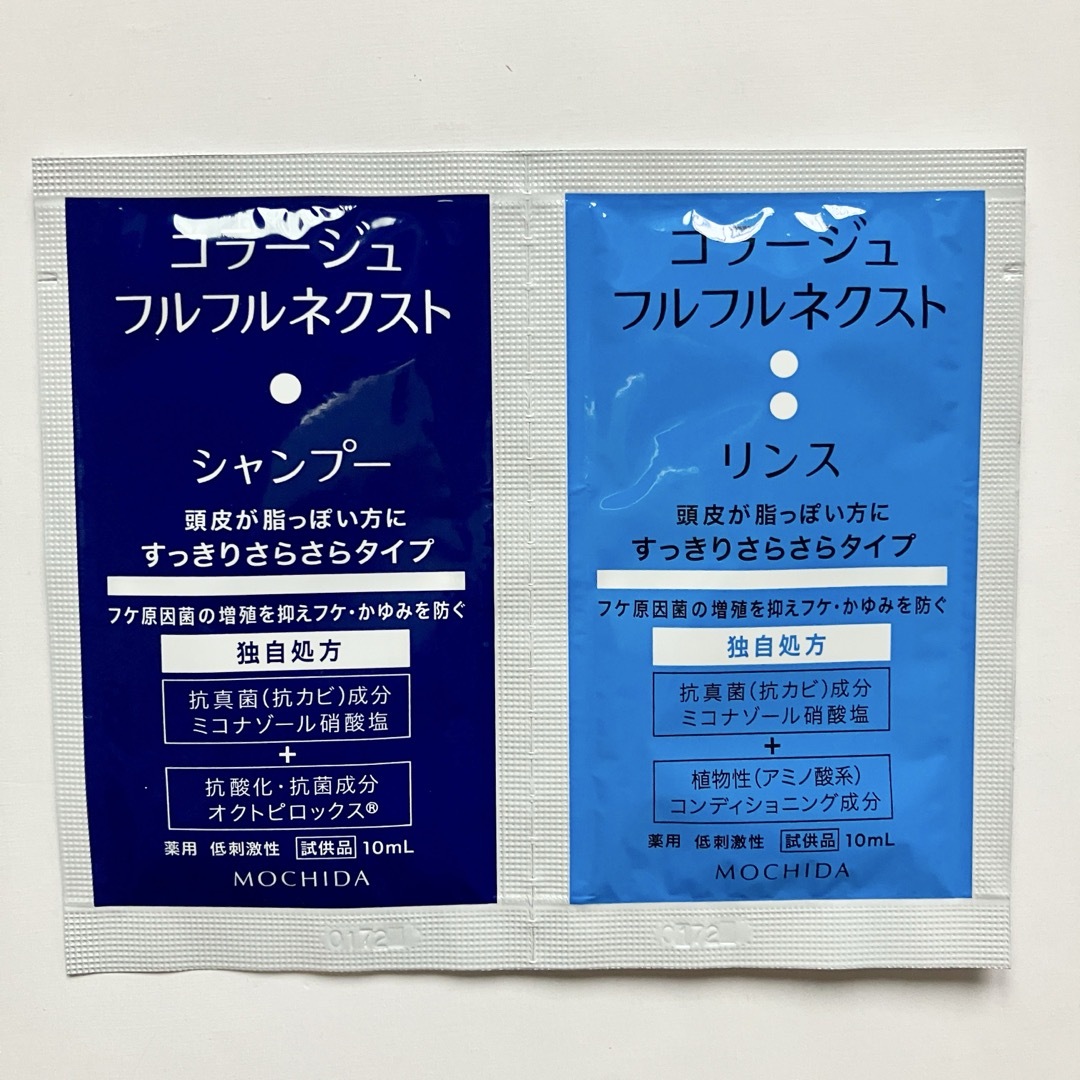 コラージュ
フルフルネクスト
シャンプー
頭皮が脂っぽい方に
すっきりさらさらタイプ
フケ原因菌の増殖を抑えフケ・かゆみを防ぐ
独自処方
抗真菌(抗カビ)成分
ミコナゾール硝酸塩
+
抗酸化・抗菌成分
オクトピロックス®
薬用 低刺激性 試供品 10mL
MOCHIDA
0172
コラージュ
フルフルネクスト
リンス
頭皮が脂っぽい方に
すっきりさらさらタイプ
フケ原因菌の増殖を抑えフケ・かゆみを防ぐ
独自処方
抗真菌(抗カビ)成分
ミコナゾール硝酸塩
+
植物性(アミノ酸系)
コンディショニング成分
薬用 低刺激性 試供品 10mL
MOCHIDA